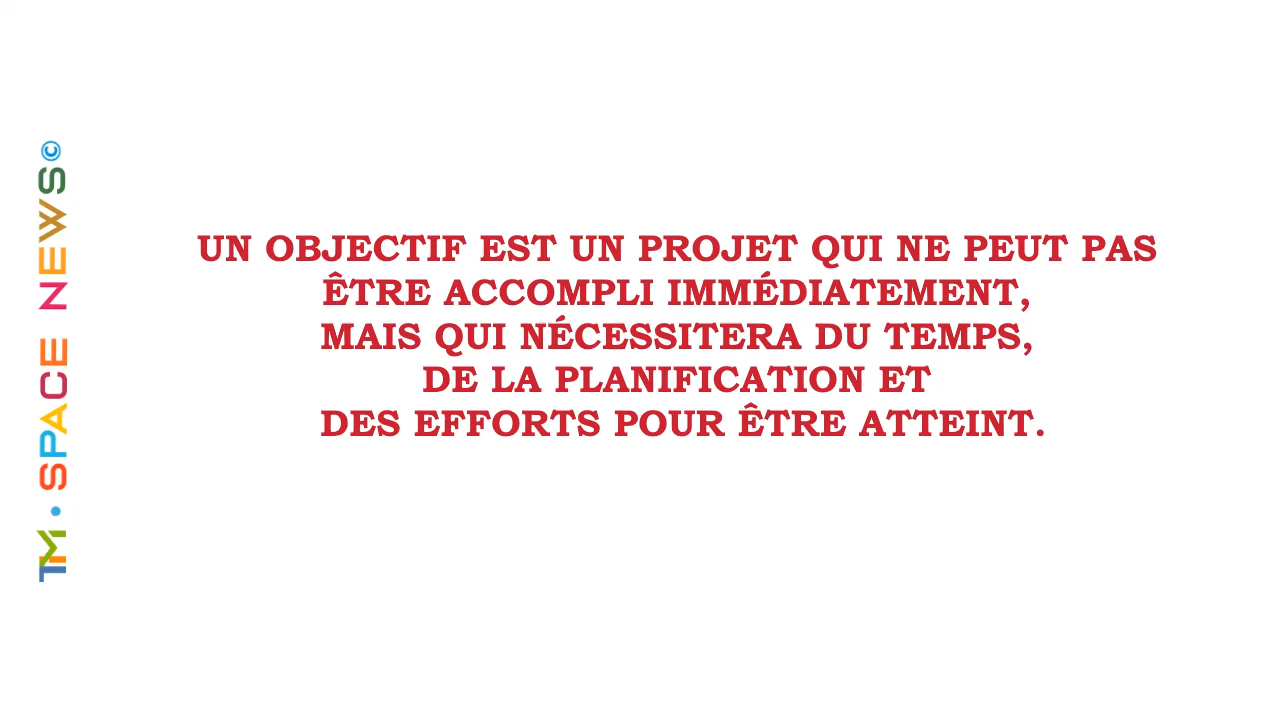 TM • SPACE NEWS©
UN OBJECTIF EST UN PROJET QUI NE PEUT PAS
ÊTRE ACCOMPLI IMMÉDIATEMENT,
MAIS QUI NÉCESSITERA DU TEMPS,
DE LA PLANIFICATION ET
DES EFFORTS POUR ÊTRE ATTEINT.